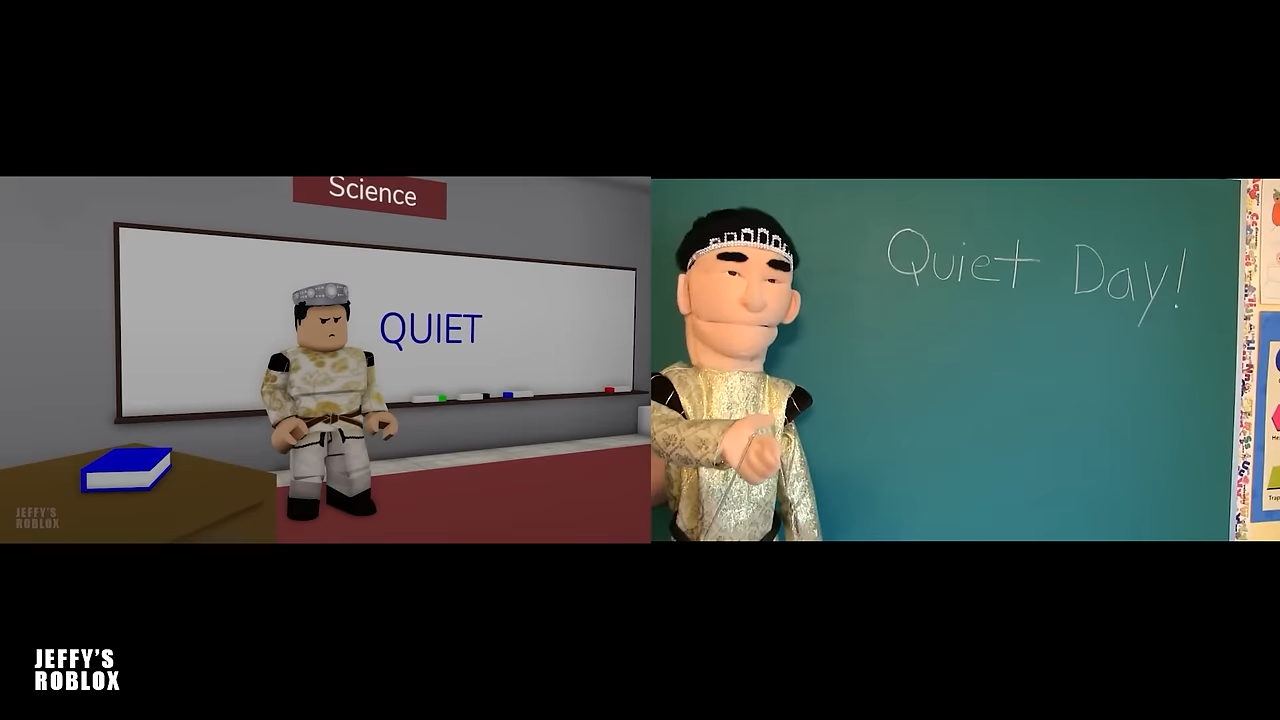 Science
QUIET
JEFFY'S
ROBLOX
Quiet Day!
JEFFY'S
ROBLOX